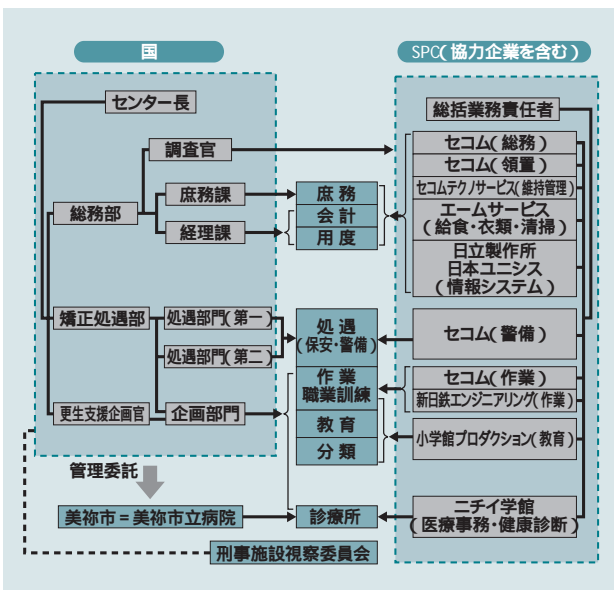 国
SPC(協力企業を含む)
センター長
総括業務責任者
調査官
セコム(総務)
セコム(領置)
セコムテクノサービス(維持管理)
エームサービス
(給食・衣類・清掃)
日立製作所
日本ユニシス
(情報システム)
総務部
庶務課
経理課
庶務
会計
用度
矯正処遇部
処遇部門(第一)
処遇部門(第二)
処遇
(保安・警備)
セコム(警備)
更生支援企画官
企画部門
作業
職業訓練
教育
分類
セコム(作業)
新日鉄エンジニアリング(作業)
小学館プロダクション(教育)
管理委託
美祢市=美祢市立病院
診療所
ニチイ学館
(医療事務・健康診断)
刑事施設視察委員会